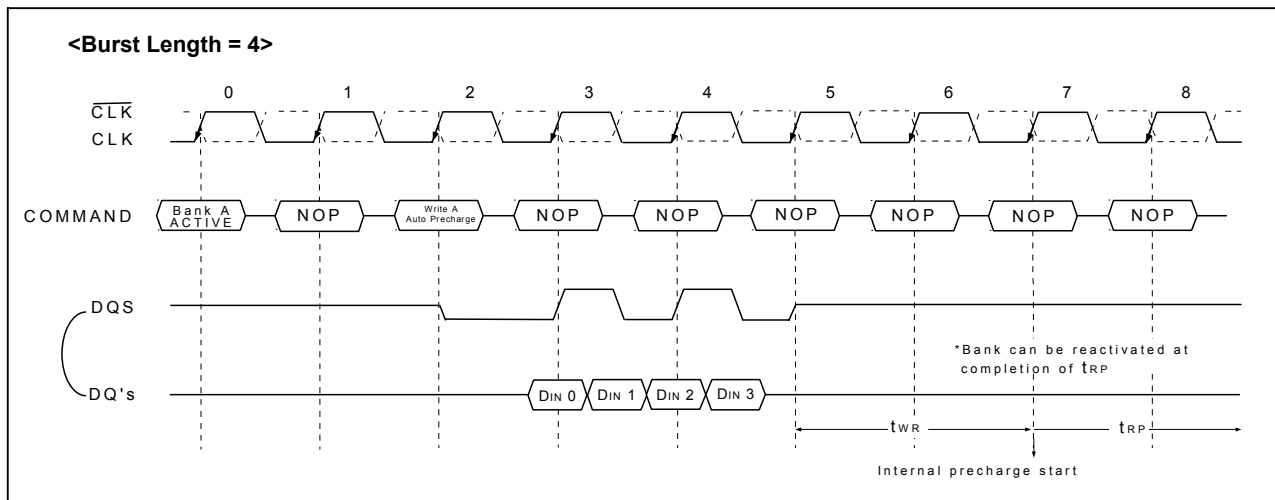 <Burst Length = 4>
0 1 2 3 4 5 6 7 8
CLK
CLK
COMMAND
Bank A
ACTIVE
NOP
Write A
Auto Precharge
NOP
NOP
NOP
NOP
NOP
NOP
DQS
*Bank can be reactivated at
completion of tRP
DQ's
DIN 0
DIN 1
DIN 2
DIN 3
tWR
tRP
Internal precharge start